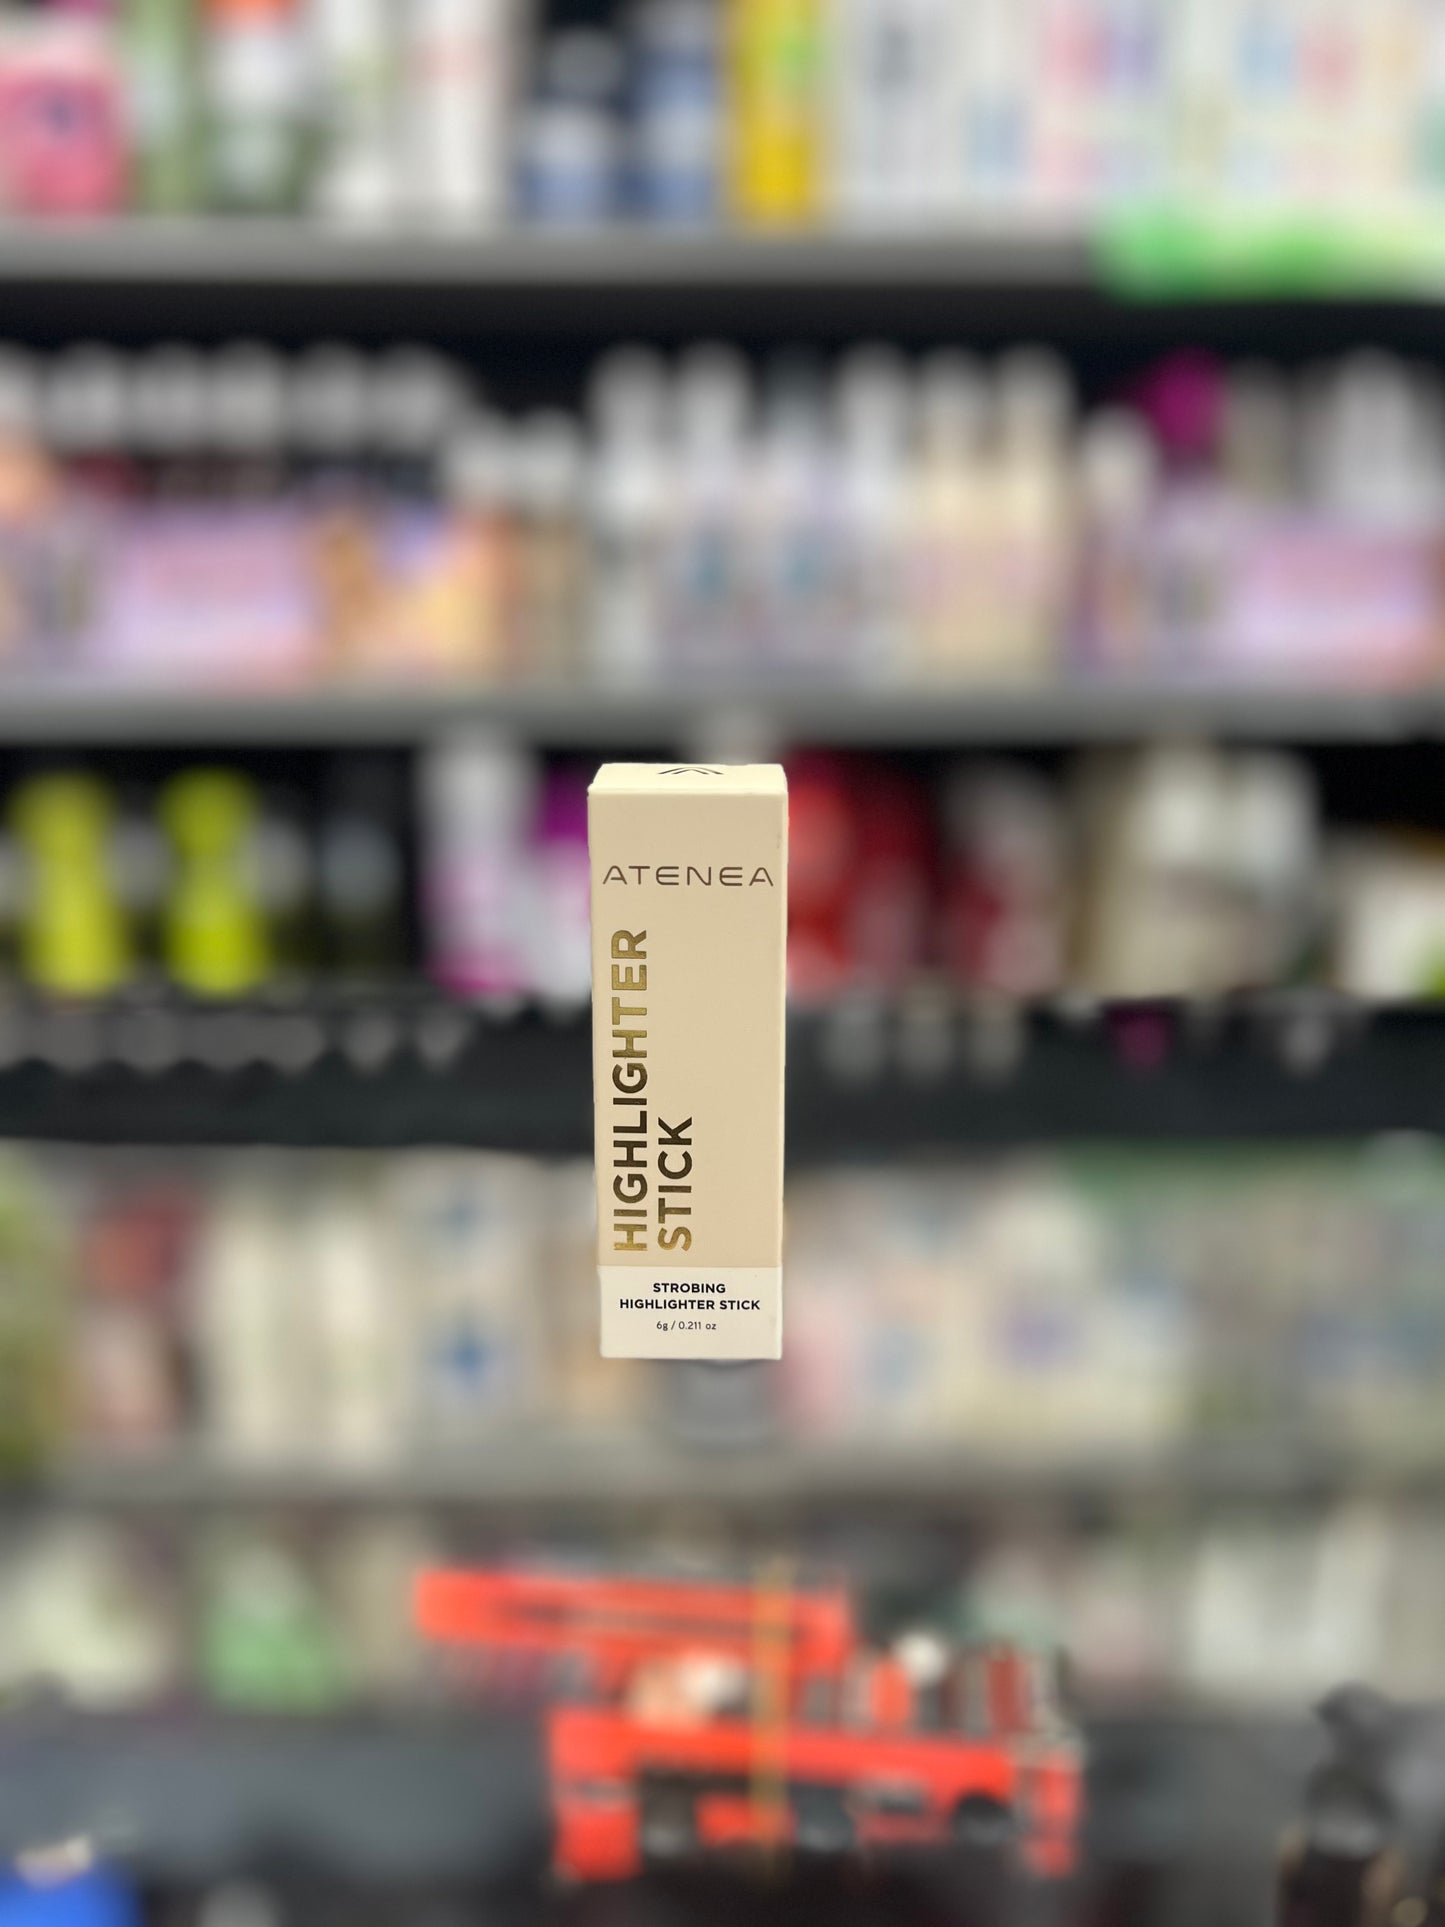 ATENEA
HIGHLIGHTER
STICK
STROBING
HIGHLIGHTER STICK
6g / 0.211 oz